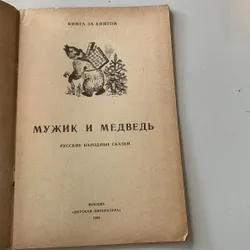 КНИГА ЗА КНИГОЙ
МУЖИК И МЕДВЕДЬ
РУССКИЕ НАРОДНЫЕ СКАЗКИ
МОСКВА
«ДЕТСКАЯ ЛИТЕРАТУРА»